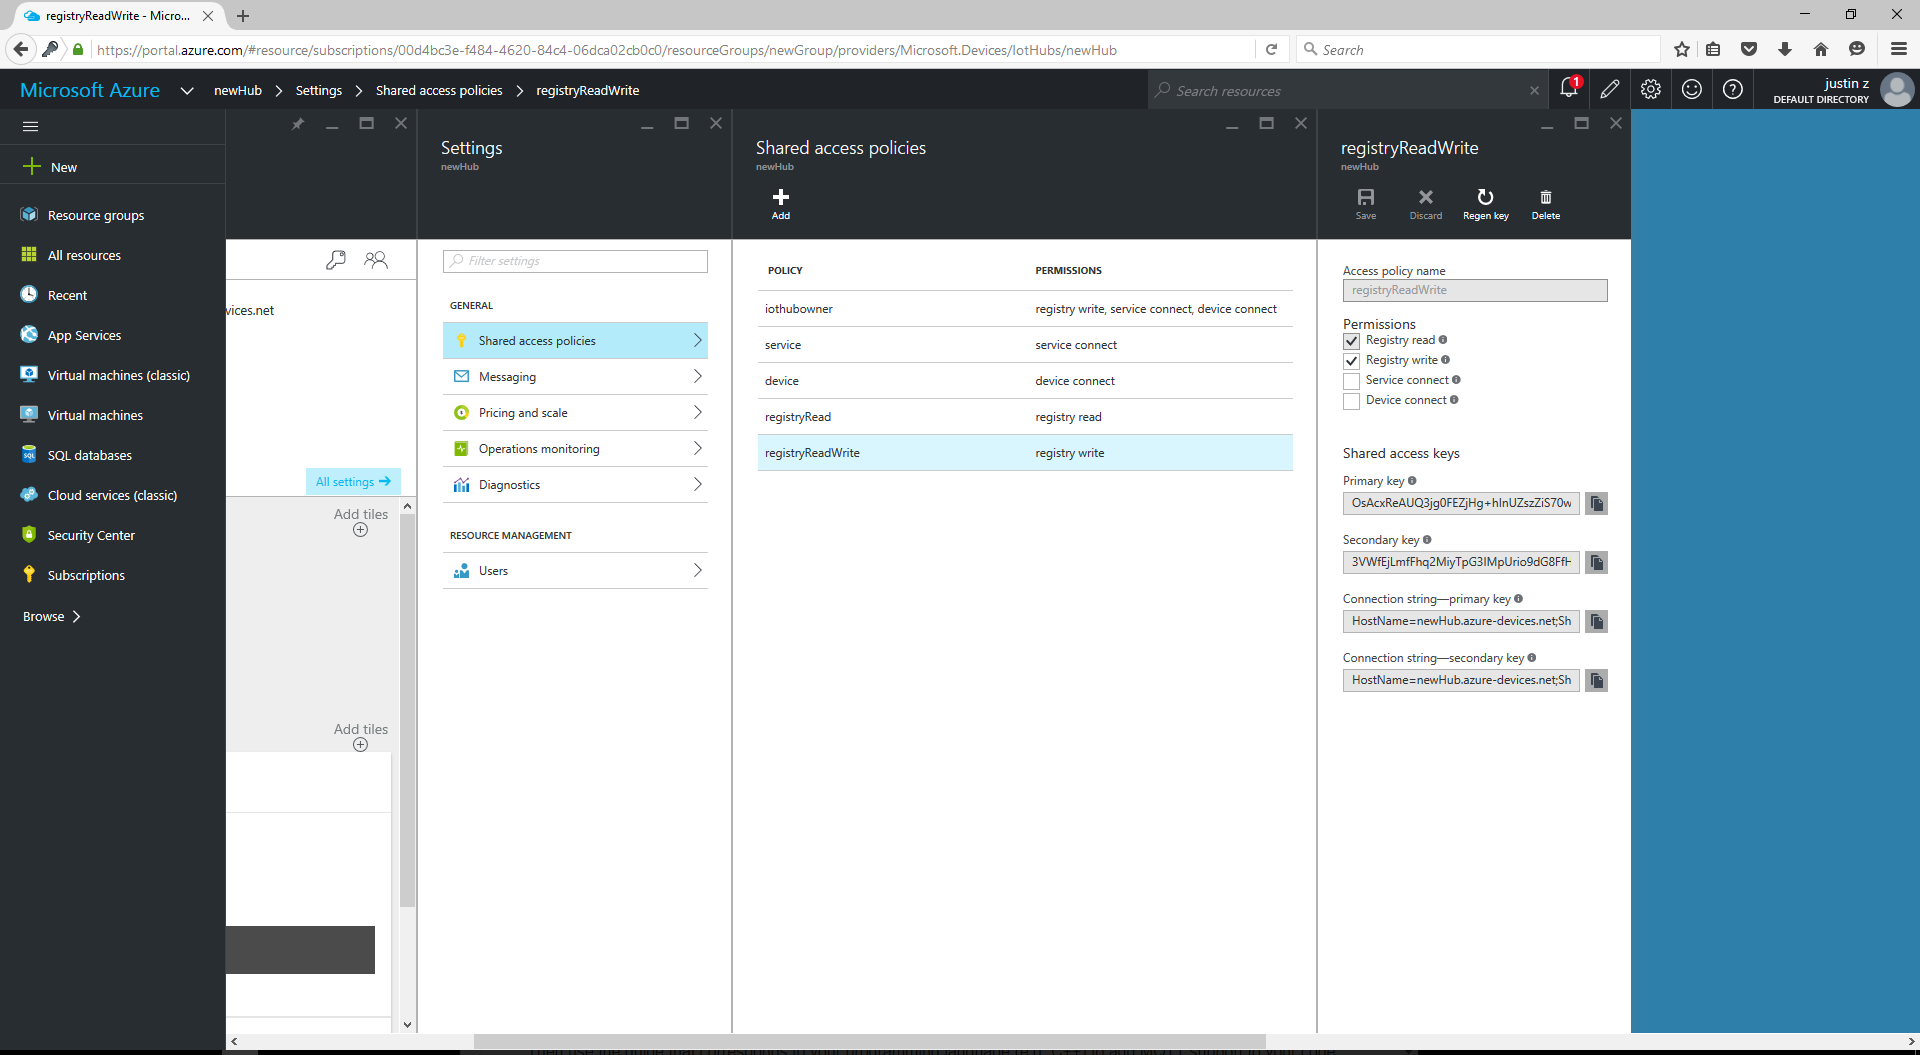 registryReadWrite - Micro...
https://portal.azure.com/#resource/subscriptions/00d4bc3e-f484-4620-84c4-06dca02cb0c0/resourceGroups/newGroup/providers/Microsoft.Devices/IotHubs/newHub
Search
Microsoft Azure
newHub
Settings
Shared access policies
registryReadWrite
Search resources
1
justin z
DEFAULT DIRECTORY
New
Resource groups
All resources
Recent
App Services
Virtual machines (classic)
Virtual machines
SQL databases
Cloud services (classic)
Security Center
Subscriptions
Browse
vices.net
All settings
Add tiles
Add tiles
Settings
newHub
Filter settings
GENERAL
Shared access policies
Messaging
Pricing and scale
Operations monitoring
Diagnostics
RESOURCE MANAGEMENT
Users
Shared access policies
newHub
Add
POLICY PERMISSIONS
iothubowner registry write, service connect, device connect
service service connect
device device connect
registryRead registry read
registryReadWrite registry write
registryReadWrite
newHub
Save Discard Regen key Delete
Access policy name
registryReadWrite
Permissions
Registry read
Registry write
Service connect
Device connect
Shared access keys
Primary key
OsAcxReAUQ3jg0FEZjHg+hInUZszZiS70w
Secondary key
3VWfEjLmfFhq2MiyTpG3IMpUrio9dG8FfH
Connection string—primary key
HostName=newHub.azure-devices.net;Sh
Connection string—secondary key
HostName=newHub.azure-devices.net;Sh